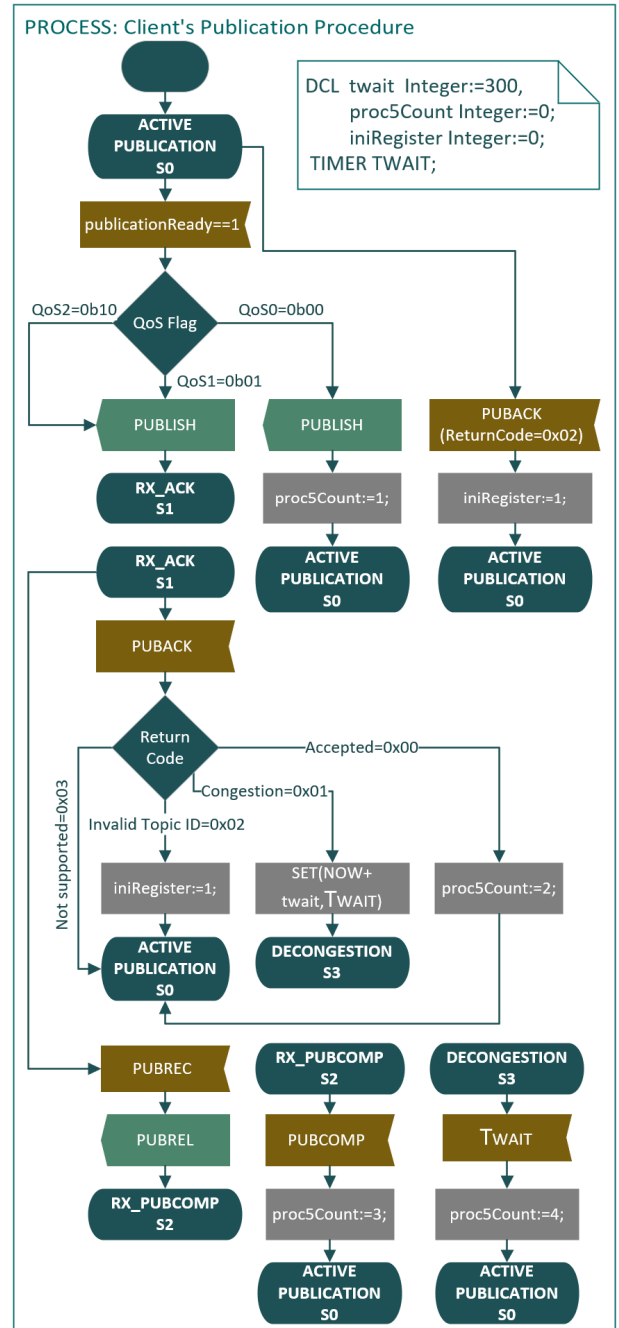 PROCESS: Client's Publication Procedure
DCL twait Integer:=300,
proc5Count Integer:=0;
iniRegister Integer:=0;
TIMER TWAIT;
ACTIVE
PUBLICATION
S0
publicationReady==1
QoS Flag
QoS2=0b10
QoS0=0b00
QoS1=0b01
PUBLISH
PUBLISH
PUBACK
(ReturnCode=0x02)
RX_ACK
S1
proc5Count:=1;
iniRegister:=1;
ACTIVE
PUBLICATION
S0
ACTIVE
PUBLICATION
S0
RX_ACK
S1
PUBACK
Return
Code
Accepted=0x00
Congestion=0x01
Invalid Topic ID=0x02
Not supported=0x03
iniRegister:=1;
SET(NOW+
twait,TWAIT)
proc5Count:=2;
ACTIVE
PUBLICATION
S0
DECONGESTION
S3
PUBREC
RX_PUBCOMP
S2
DECONGESTION
S3
PUBREL
PUBCOMP
TWAIT
RX_PUBCOMP
S2
proc5Count:=3;
proc5Count:=4;
ACTIVE
PUBLICATION
S0
ACTIVE
PUBLICATION
S0